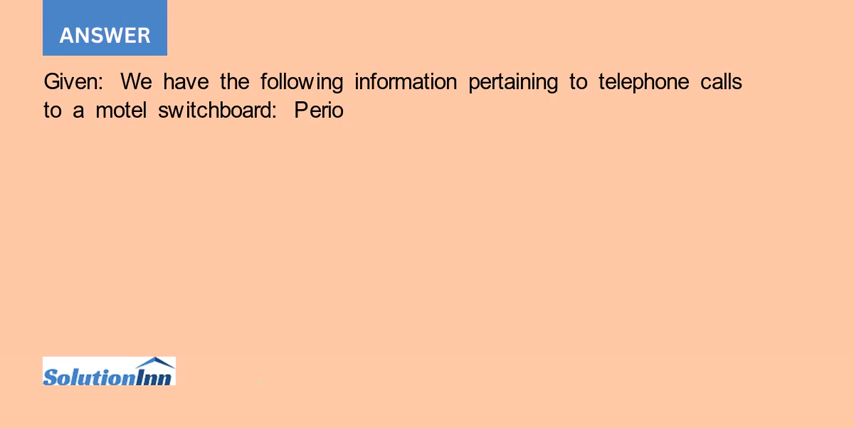 ANSWER
Given: We have the following information pertaining to telephone calls
to a motel switchboard: Perio
SolutionInn